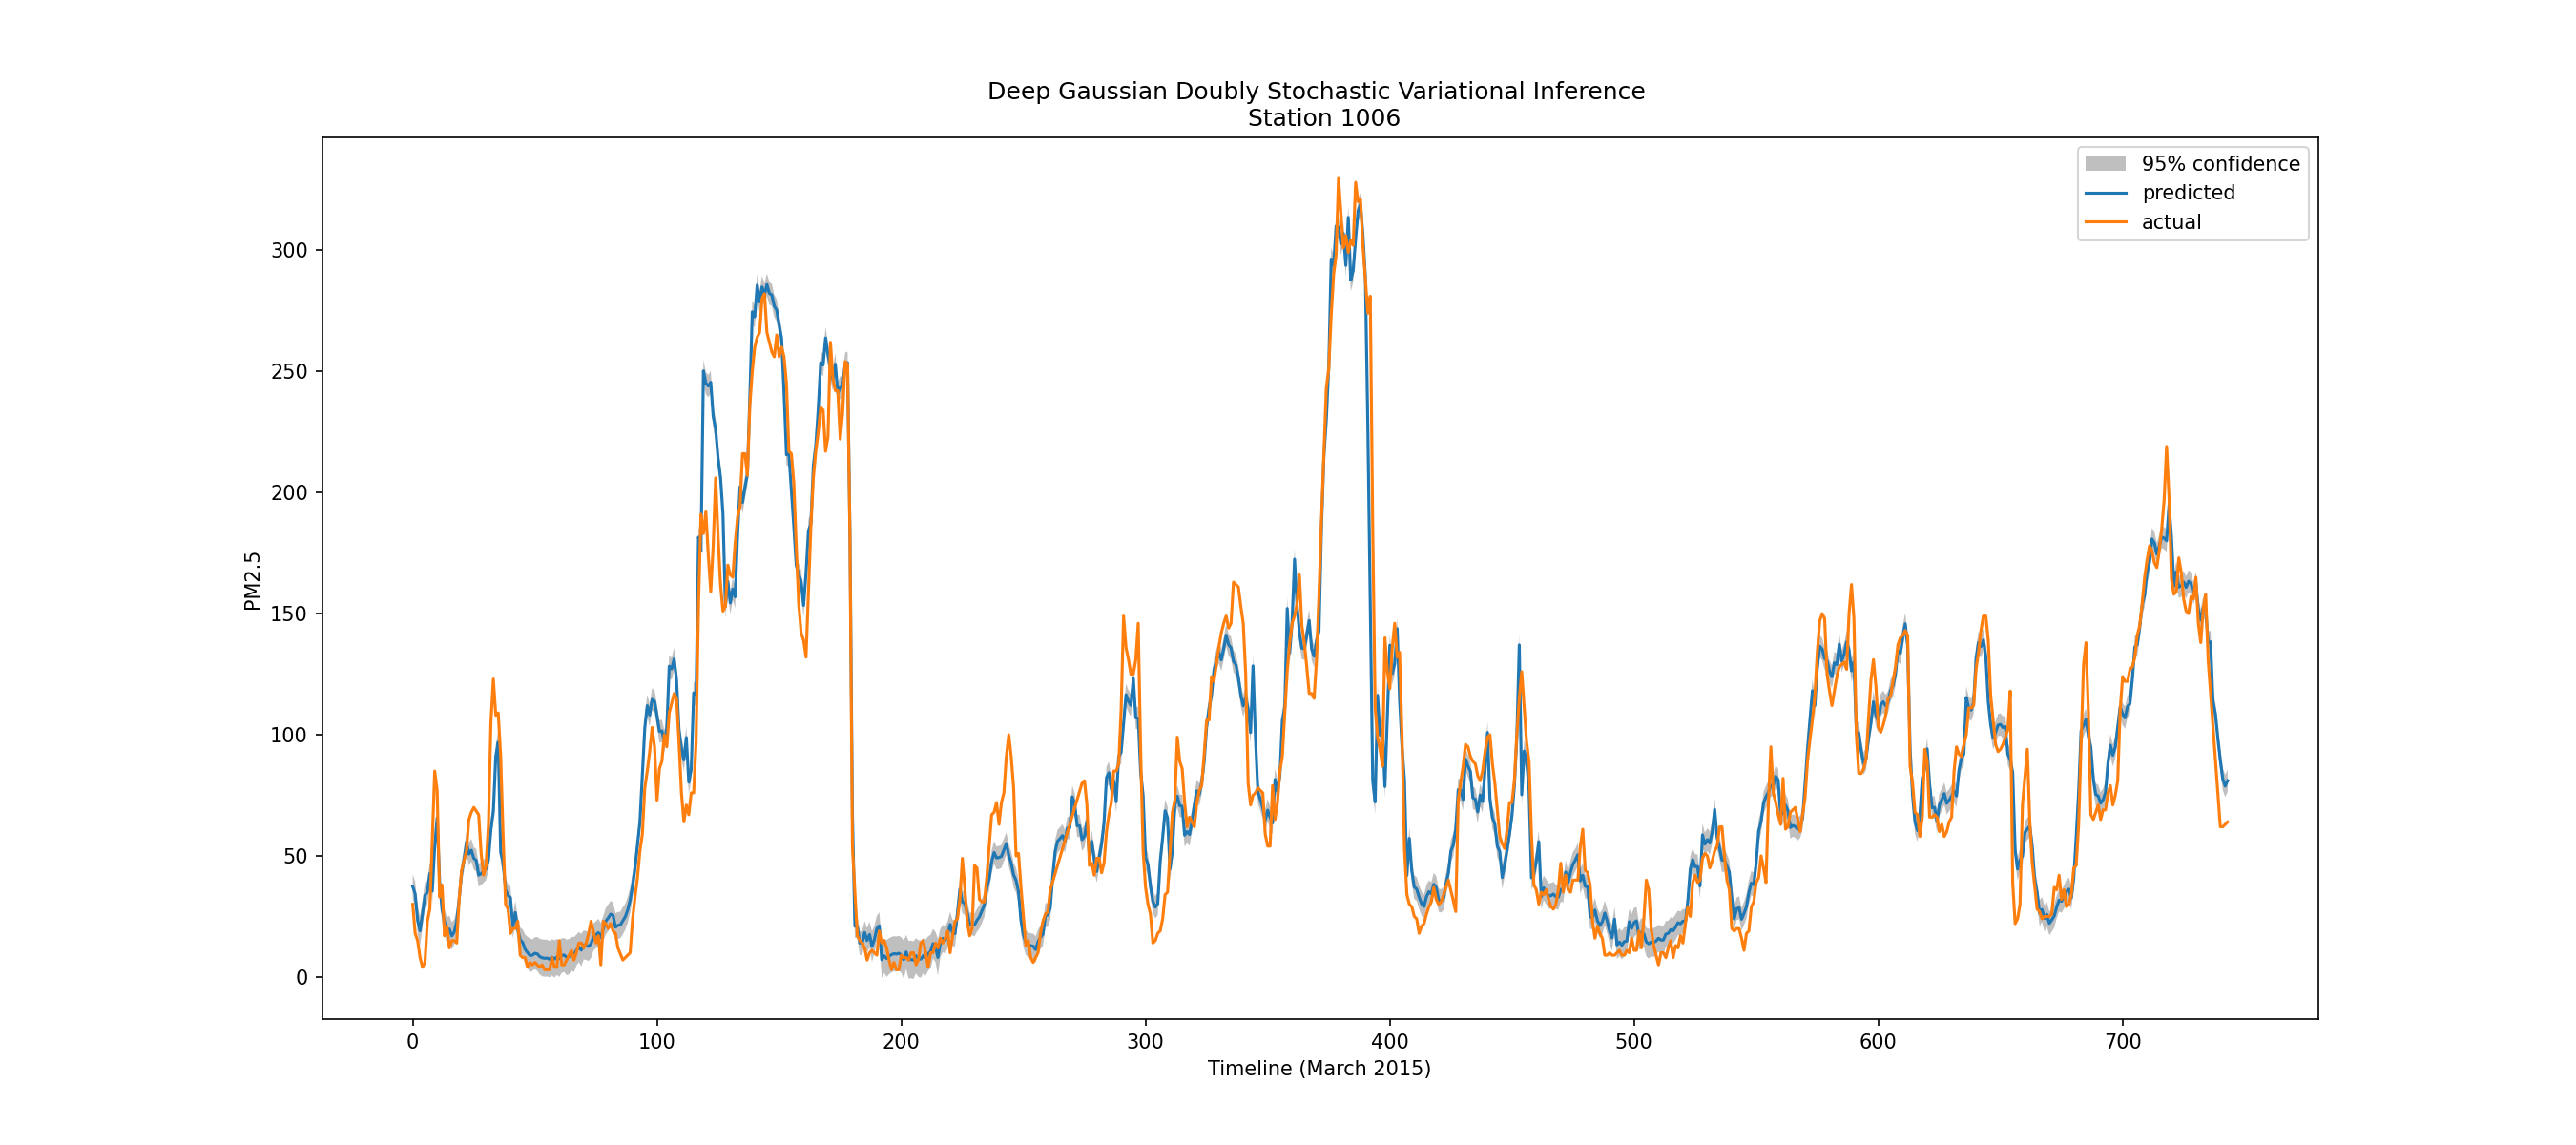 Deep Gaussian Doubly Stochastic Variational Inference
Station 1006
95% confidence
predicted
actual
PM2.5
300
250
200
150
100
50
0
0 100 200 300 400 500 600 700
Timeline (March 2015)